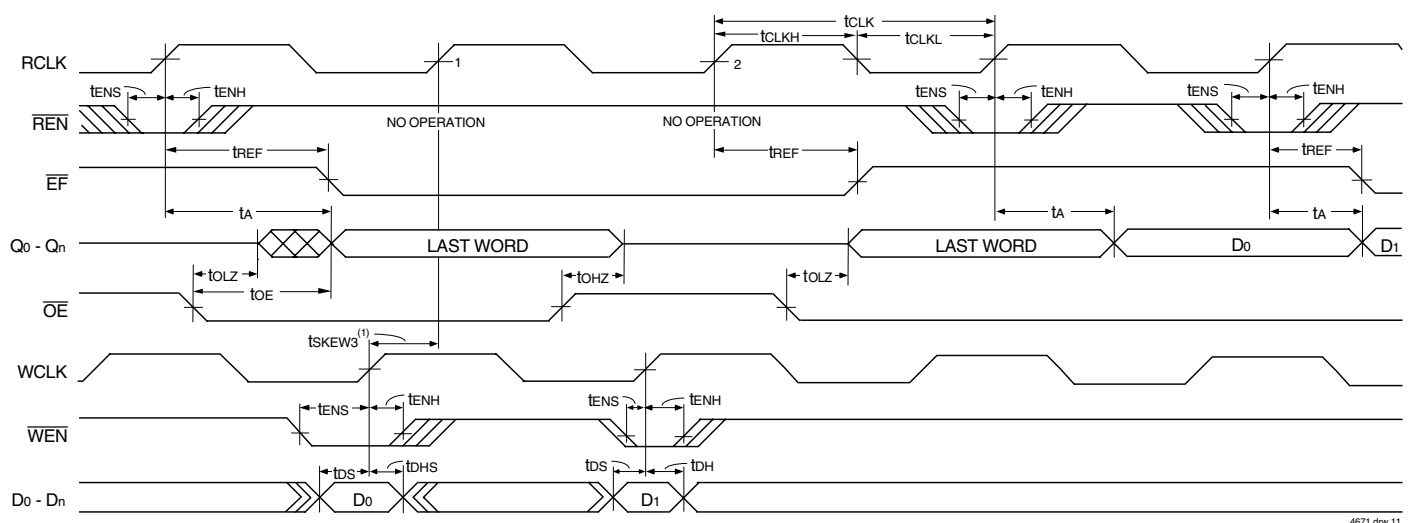 tCLK
tCLKH tCLKL
RCLK 1 2
tENS tENH tENS tENH tENS tENH
REN NO OPERATION NO OPERATION
tREF tREF tREF
EF
tA tA tA
Q0 - Qn LAST WORD LAST WORD D0 D1
tOLZ tOHZ tOLZ
tOE
OE
tSKEW3(1)
WCLK
tENS tENH tENS tENH
WEN
tDS tDHS tDS tDH
D0 - Dn D0 D1
4671 drw 11